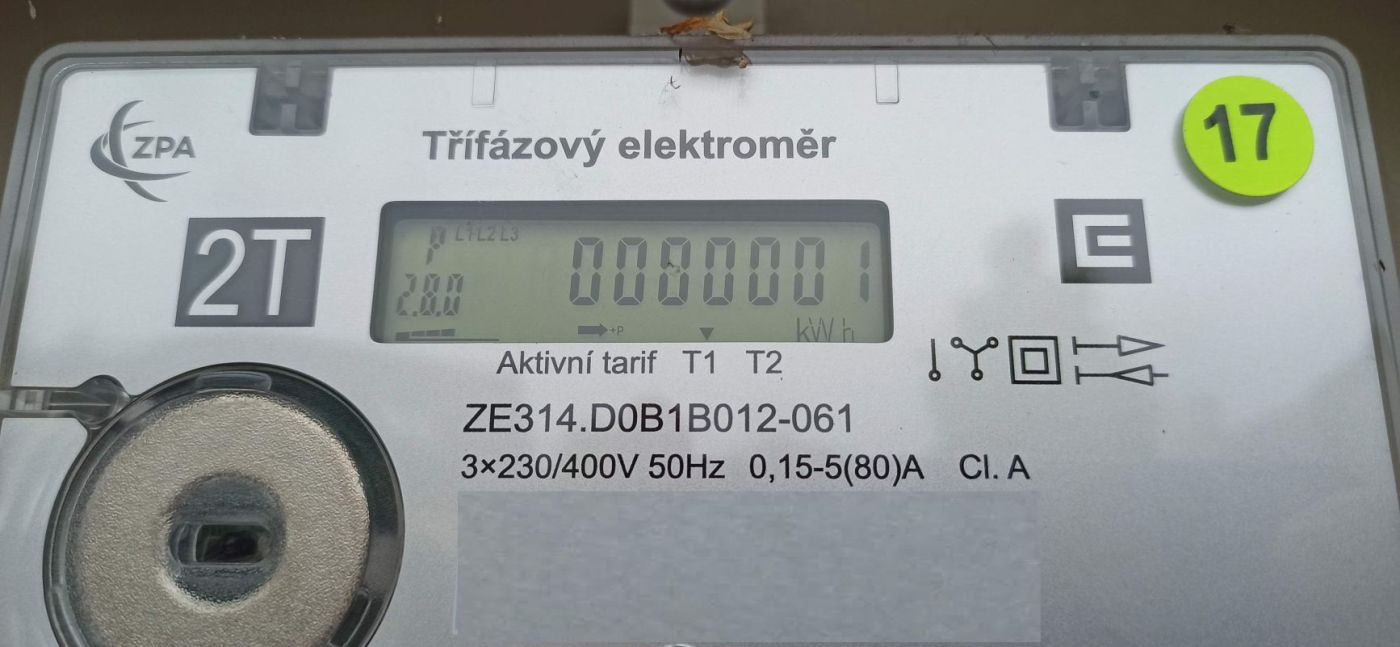 ZPA
Třífázový elektroměr
17
2T
P L1L2L3
0000001
2.8.0
+P
kWh
Aktivní tarif T1 T2
ZE314.D0B1B012-061
3×230/400V 50Hz 0,15-5(80)A Cl. A